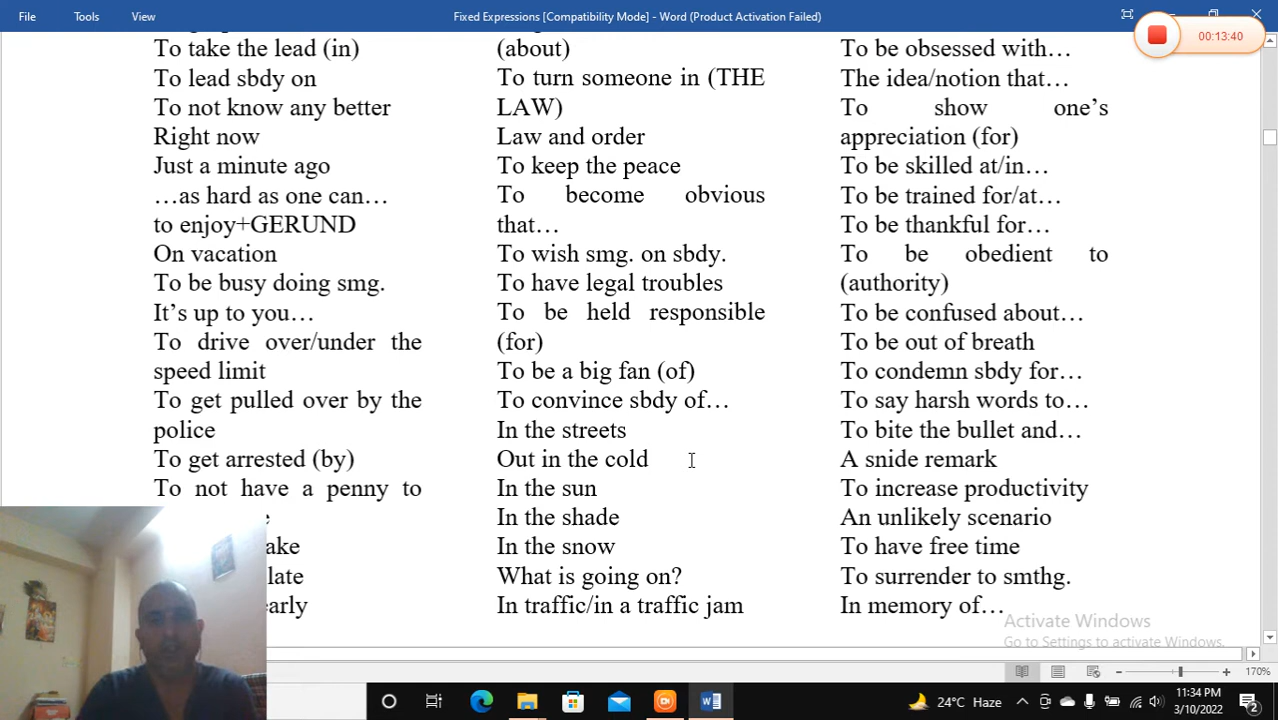 File
Tools
View
Fixed Expressions [Compatibility Mode] - Word (Product Activation Failed)
00:13:40
To take the lead (in)
To lead sbdy on
To not know any better
Right now
Just a minute ago
…as hard as one can…
to enjoy+GERUND
On vacation
To be busy doing smg.
It's up to you…
To drive over/under the
speed limit
To get pulled over by the
police
To get arrested (by)
To not have a penny to
(about)
To turn someone in (THE
LAW)
Law and order
To keep the peace
To become obvious
that…
To wish smg. on sbdy.
To have legal troubles
To be held responsible
(for)
To be a big fan (of)
To convince sbdy of…
In the streets
Out in the cold
In the sun
In the shade
In the snow
What is going on?
In traffic/in a traffic jam
To be obsessed with…
The idea/notion that…
To show one's
appreciation (for)
To be skilled at/in…
To be trained for/at…
To be thankful for…
To be obedient to
(authority)
To be confused about…
To be out of breath
To condemn sbdy for…
To say harsh words to…
To bite the bullet and…
A snide remark
To increase productivity
An unlikely scenario
To have free time
To surrender to smthg.
In memory of…
Activate Windows
Go to Settings to activate Windows.
170%
24°C Haze
11:34 PM
3/10/2022
2